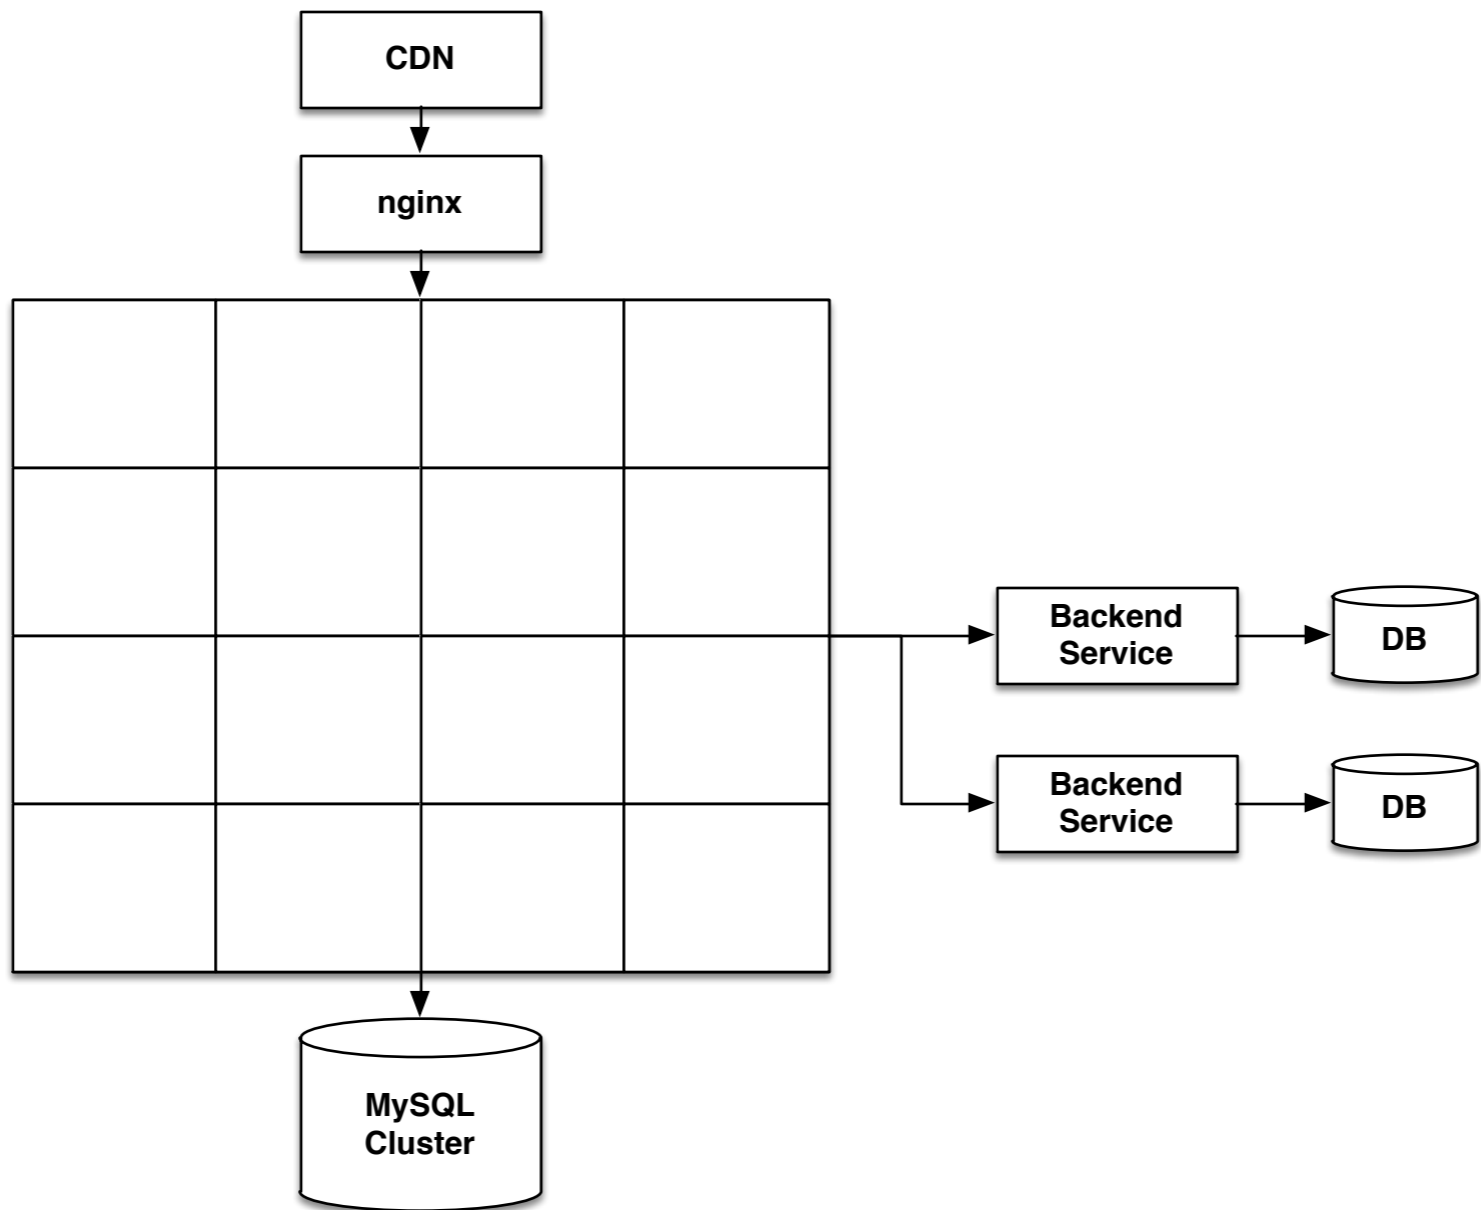 CDN
nginx
Backend
Service
DB
Backend
Service
DB
MySQL
Cluster